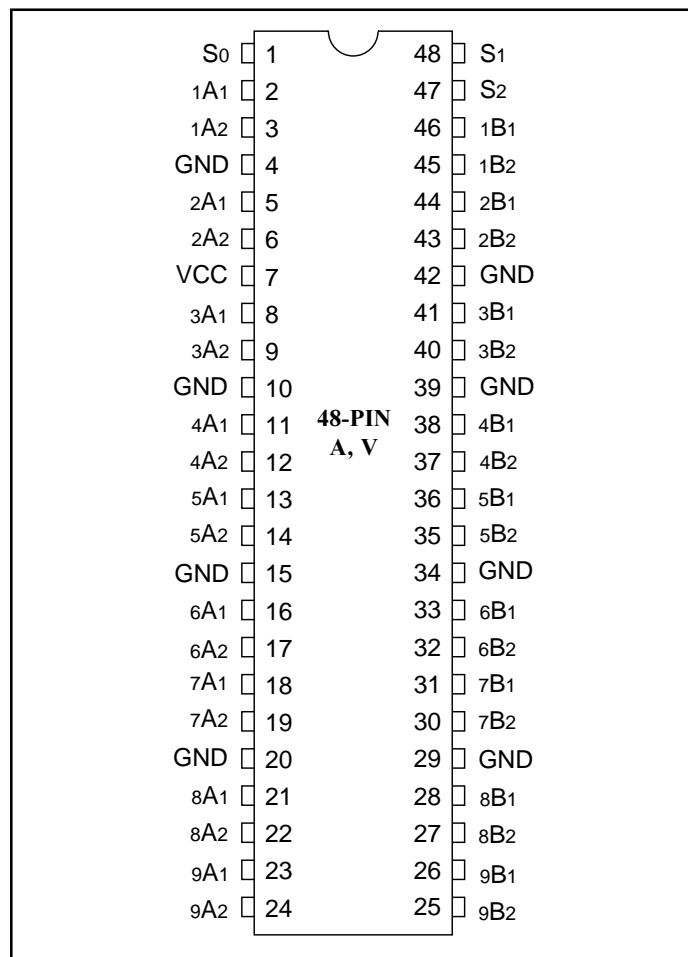 S0 1 48 S1
1A1 2 47 S2
1A2 3 46 1B1
GND 4 45 1B2
2A1 5 44 2B1
2A2 6 43 2B2
VCC 7 42 GND
3A1 8 41 3B1
3A2 9 40 3B2
GND 10 39 GND
4A1 11 48-PIN 38 4B1
4A2 12 A, V 37 4B2
5A1 13 36 5B1
5A2 14 35 5B2
GND 15 34 GND
6A1 16 33 6B1
6A2 17 32 6B2
7A1 18 31 7B1
7A2 19 30 7B2
GND 20 29 GND
8A1 21 28 8B1
8A2 22 27 8B2
9A1 23 26 9B1
9A2 24 25 9B2